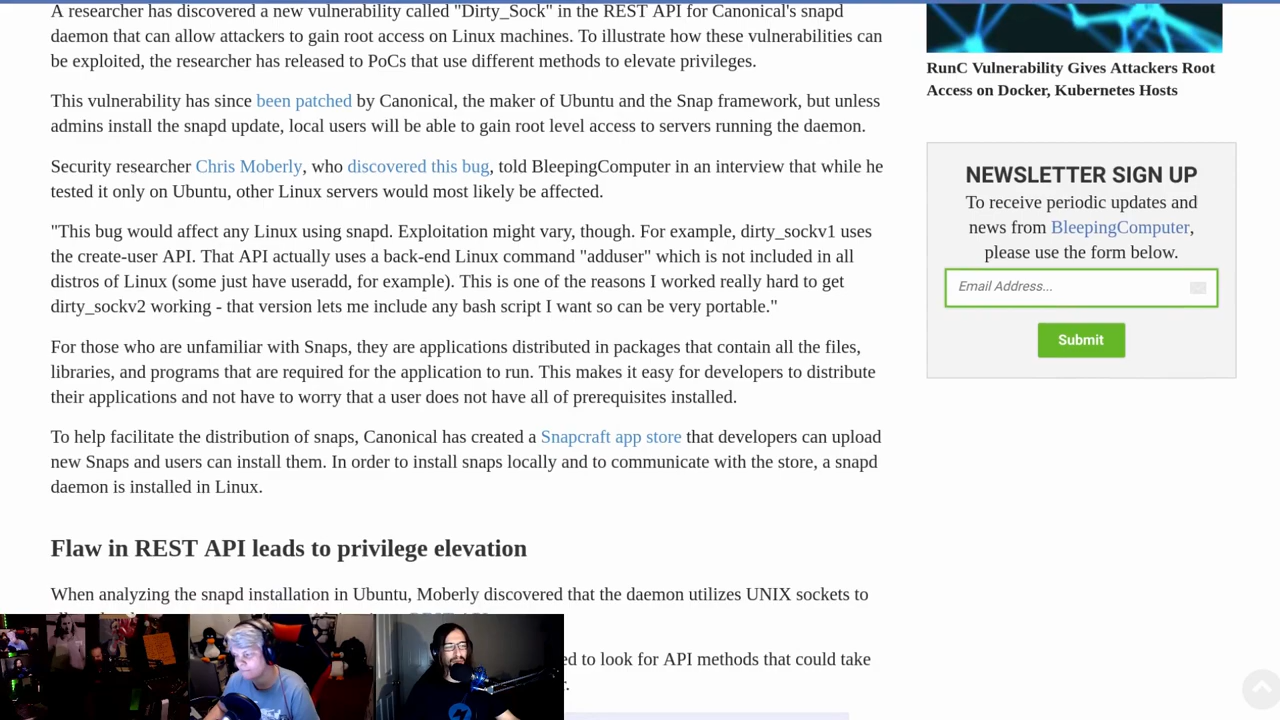 A researcher has discovered a new vulnerability called "Dirty_Sock" in the REST API for Canonical's snapd
daemon that can allow attackers to gain root access on Linux machines. To illustrate how these vulnerabilities can
be exploited, the researcher has released to PoCs that use different methods to elevate privileges.
This vulnerability has since been patched by Canonical, the maker of Ubuntu and the Snap framework, but unless
admins install the snapd update, local users will be able to gain root level access to servers running the daemon.
Security researcher Chris Moberly, who discovered this bug, told BleepingComputer in an interview that while he
tested it only on Ubuntu, other Linux servers would most likely be affected.
"This bug would affect any Linux using snapd. Exploitation might vary, though. For example, dirty_sockv1 uses
the create-user API. That API actually uses a back-end Linux command "adduser" which is not included in all
distros of Linux (some just have useradd, for example). This is one of the reasons I worked really hard to get
dirty_sockv2 working - that version lets me include any bash script I want so can be very portable."
For those who are unfamiliar with Snaps, they are applications distributed in packages that contain all the files,
libraries, and programs that are required for the application to run. This makes it easy for developers to distribute
their applications and not have to worry that a user does not have all of prerequisites installed.
To help facilitate the distribution of snaps, Canonical has created a Snapcraft app store that developers can upload
new Snaps and users can install them. In order to install snaps locally and to communicate with the store, a snapd
daemon is installed in Linux.
Flaw in REST API leads to privilege elevation
When analyzing the snapd installation in Ubuntu, Moberly discovered that the daemon utilizes UNIX sockets to
to look for API methods that could take
RunC Vulnerability Gives Attackers Root
Access on Docker, Kubernetes Hosts
NEWSLETTER SIGN UP
To receive periodic updates and
news from BleepingComputer,
please use the form below.
Email Address...
Submit